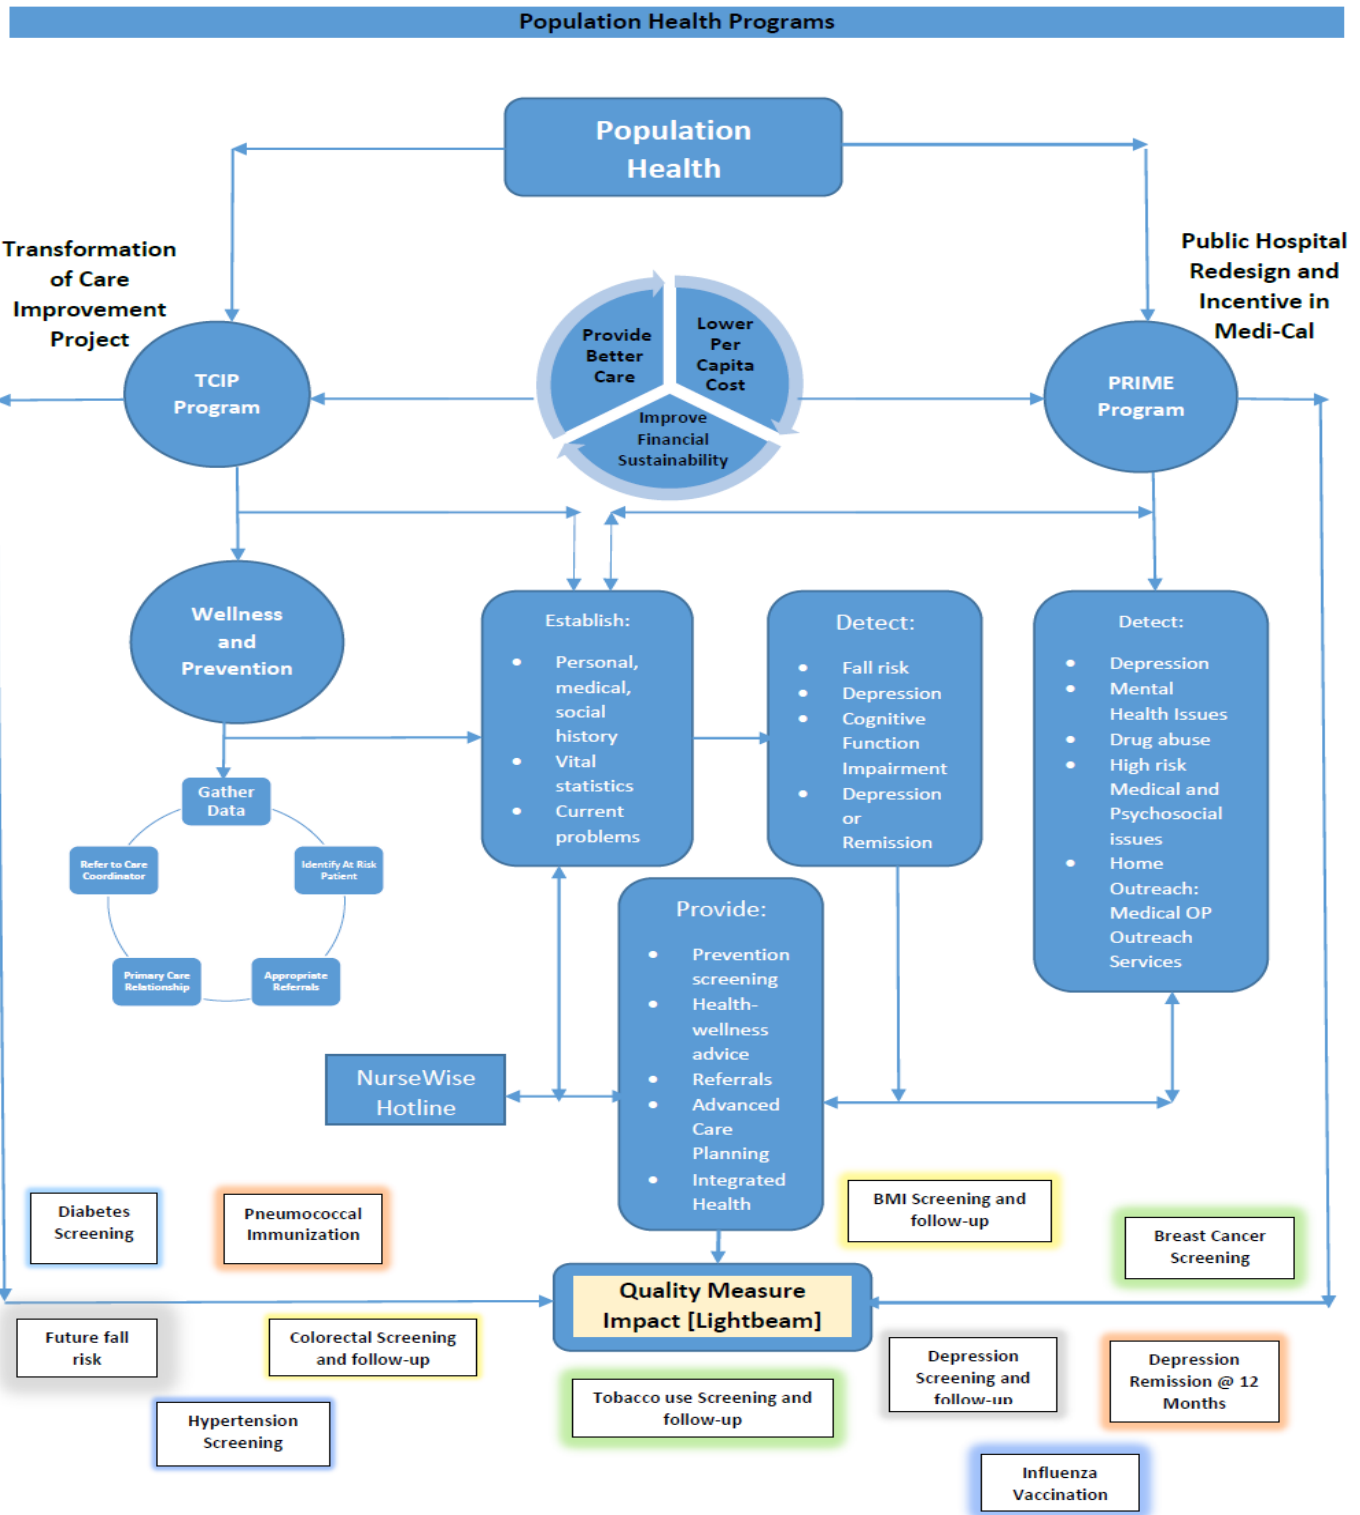 Population Health Programs
Population
Health
Transformation
of Care
Improvement
Project
Public Hospital
Redesign and
Incentive in
Medi-Cal
Provide
Better
Care
Lower
Per
Capita
Cost
Improve
Financial
Sustainability
TCIP
Program
PRIME
Program
Wellness
and
Prevention
Establish:
• Personal,
medical,
social
history
• Vital
statistics
• Current
problems
Detect:
• Fall risk
• Depression
• Cognitive
Function
Impairment
• Depression
or
Remission
Detect:
• Depression
• Mental
Health Issues
• Drug abuse
• High risk
Medical and
Psychosocial
issues
• Home
Outreach:
Medical OP
Outreach
Services
Gather
Data
Identify At Risk
Patient
Appropriate
Referrals
Primary Care
Relationship
Refer to Care
Coordinator
Provide:
• Prevention
screening
• Health-
wellness
advice
• Referrals
• Advanced
Care
Planning
• Integrated
Health
NurseWise
Hotline
Diabetes
Screening
Pneumococcal
Immunization
BMI Screening and
follow-up
Breast Cancer
Screening
Quality Measure
Impact [Lightbeam]
Future fall
risk
Colorectal Screening
and follow-up
Depression
Screening and
follow-up
Depression
Remission @ 12
Months
Tobacco use Screening and
follow-up
Hypertension
Screening
Influenza
Vaccination